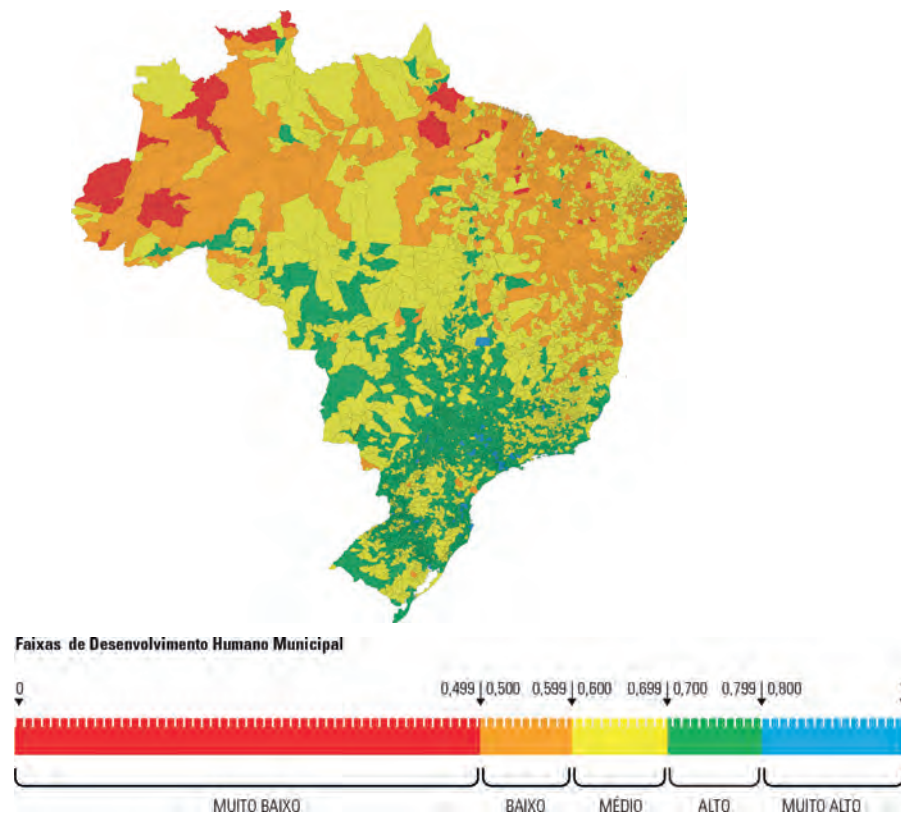 Faixas de Desenvolvimento Humano Municipal
0 0,499 0,500 0,599 0,600 0,699 0,700 0,799 0,800
MUITO BAIXO BAIXO MÉDIO ALTO MUITO ALTO